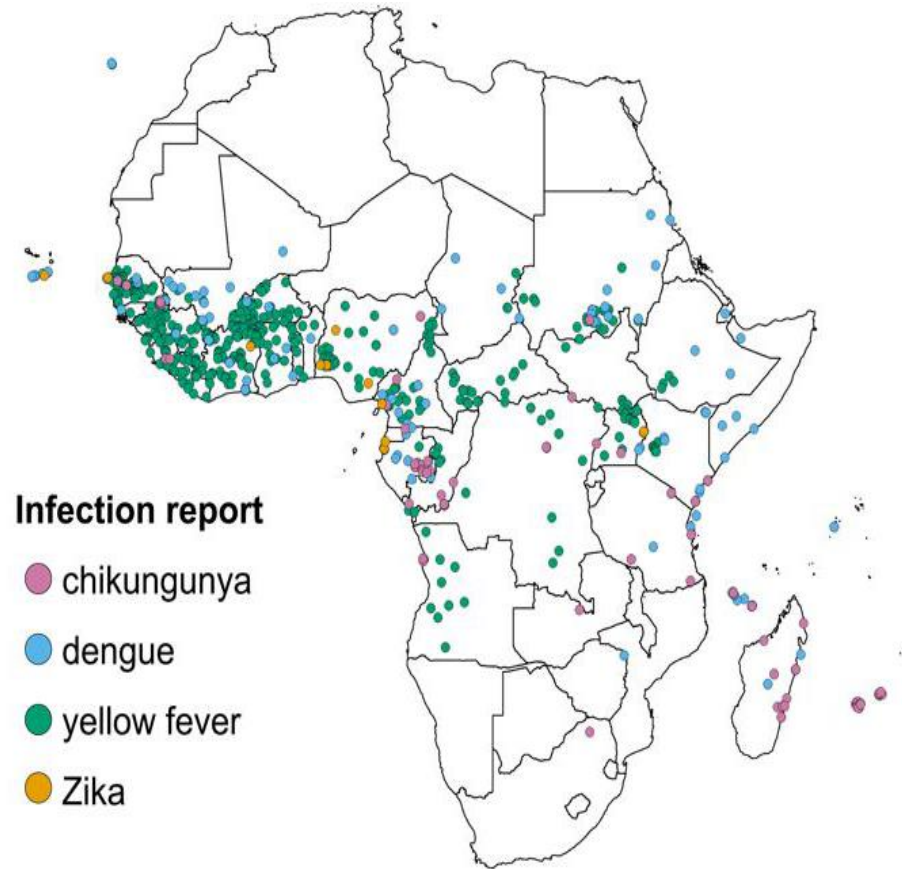 Infection report
chikungunya
dengue
yellow fever
Zika